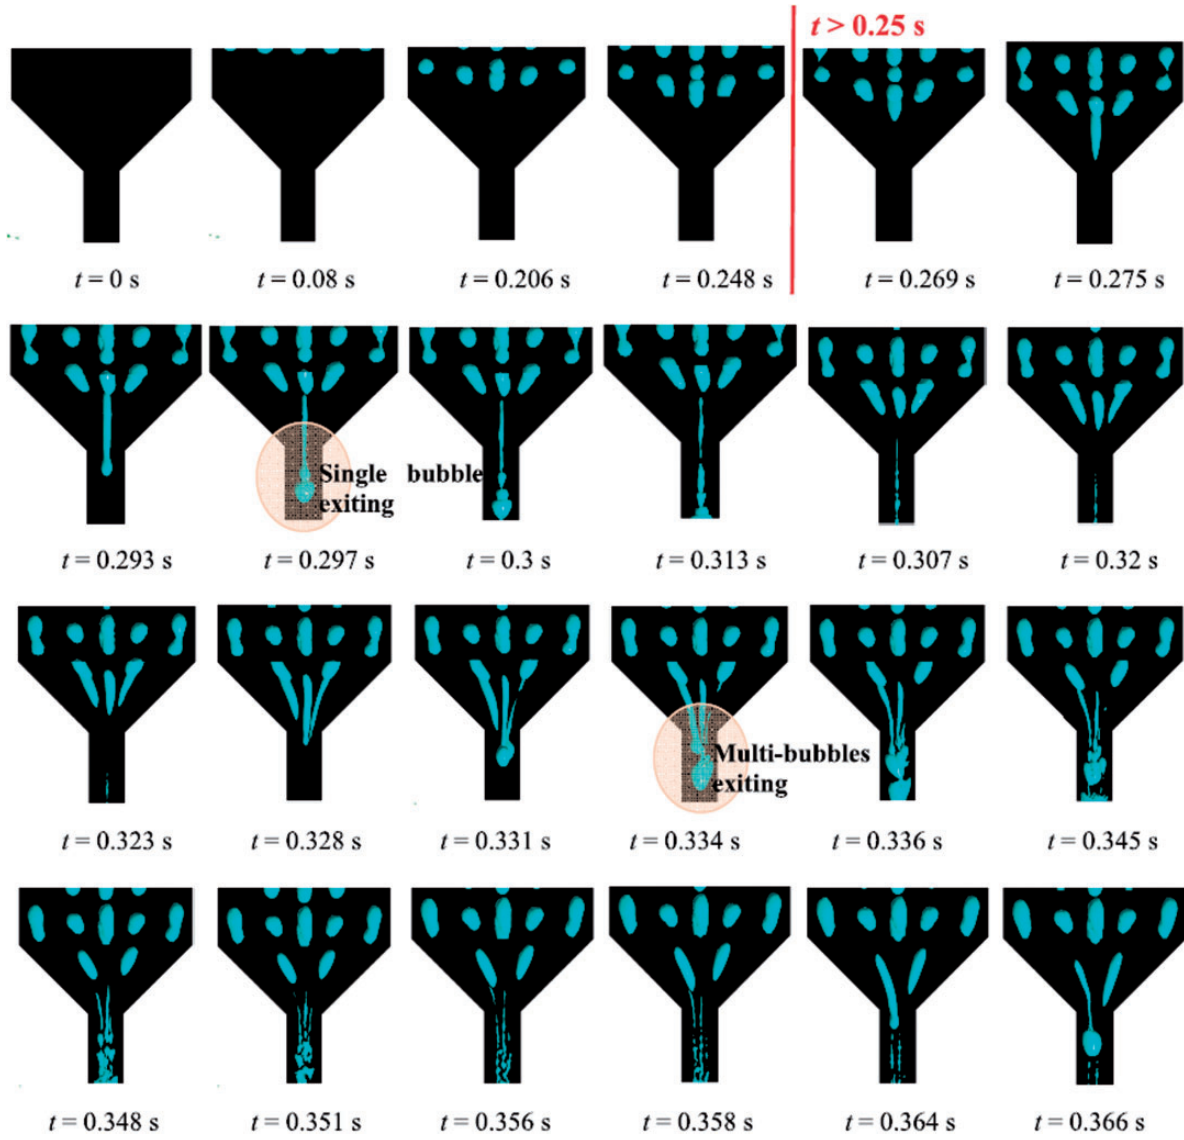 t > 0.25 s
t = 0 s
t = 0.08 s
t = 0.206 s
t = 0.248 s
t = 0.269 s
t = 0.275 s
Single bubble
exiting
t = 0.293 s
t = 0.297 s
t = 0.3 s
t = 0.313 s
t = 0.307 s
t = 0.32 s
Multi-bubbles
exiting
t = 0.323 s
t = 0.328 s
t = 0.331 s
t = 0.334 s
t = 0.336 s
t = 0.345 s
t = 0.348 s
t = 0.351 s
t = 0.356 s
t = 0.358 s
t = 0.364 s
t = 0.366 s